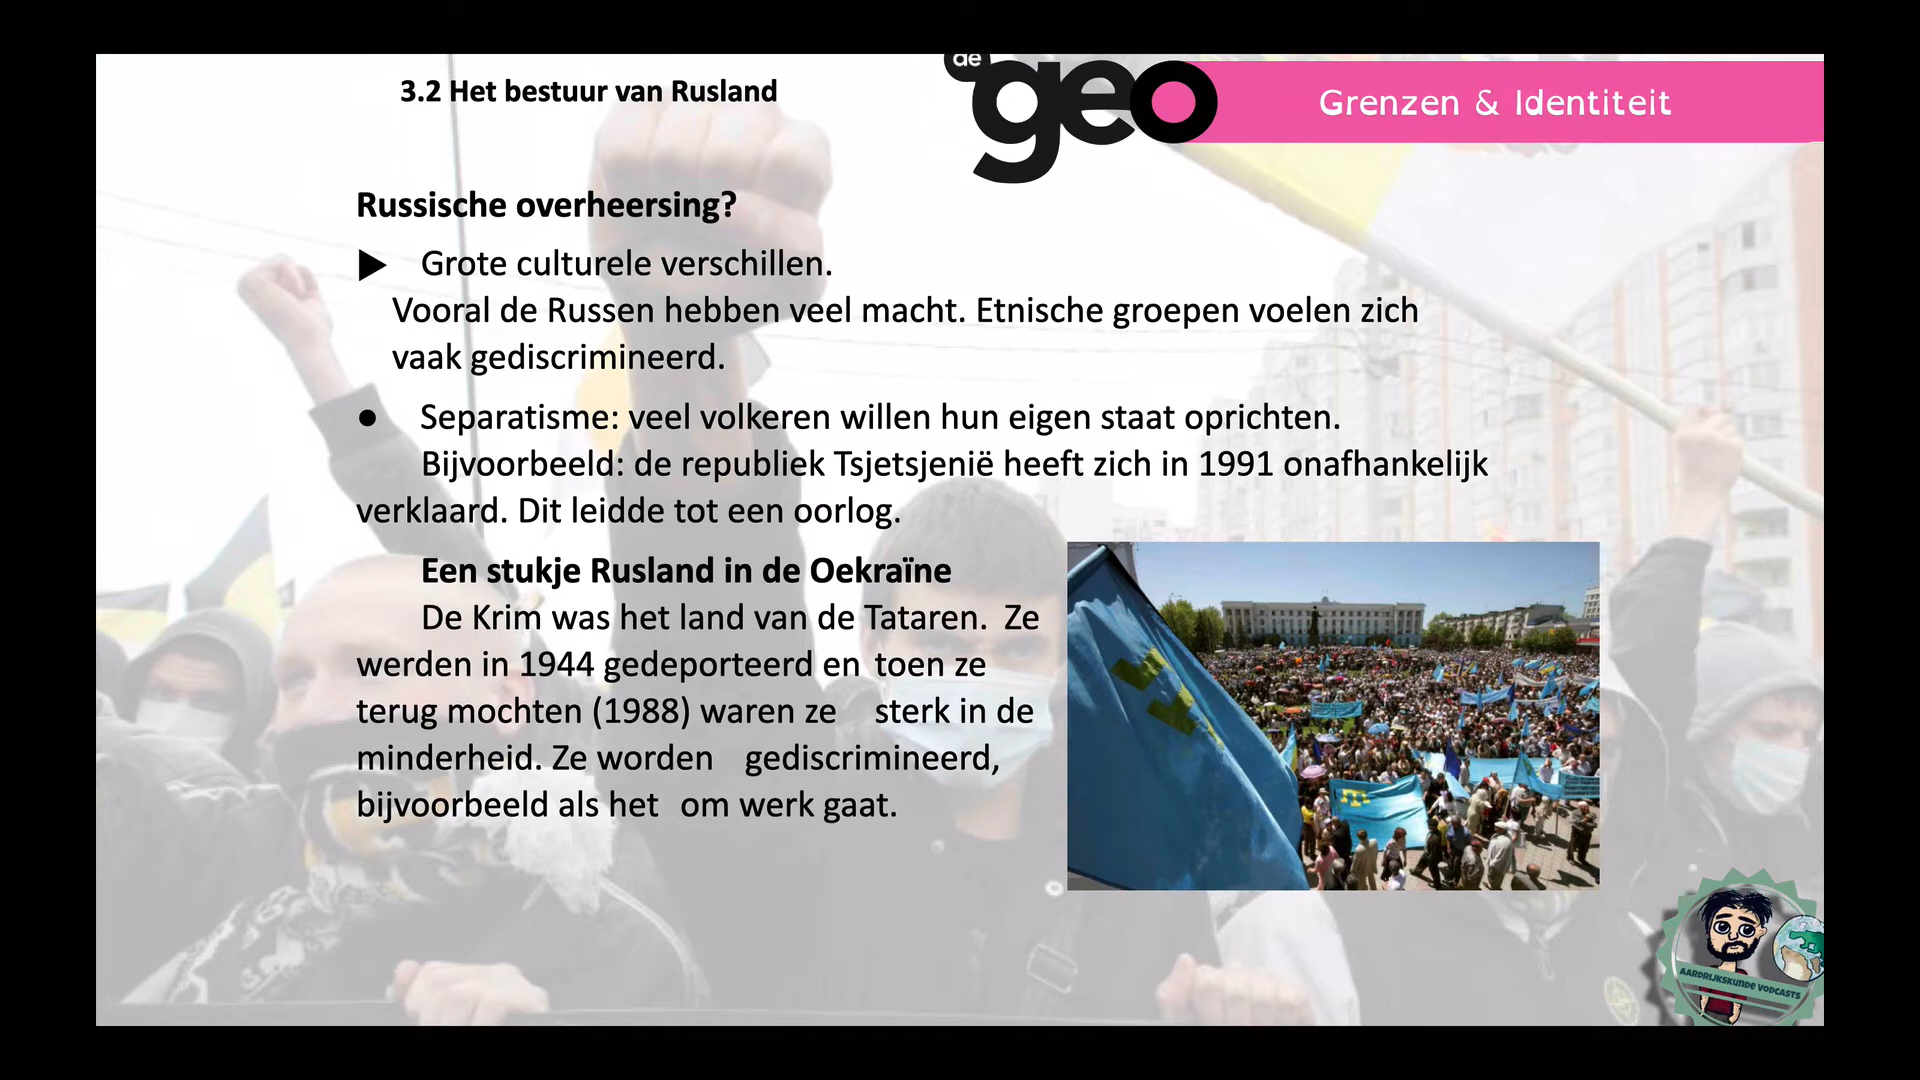 3.2 Het bestuur van Rusland
de
geo
Grenzen & Identiteit
Russische overheersing?
▶ Grote culturele verschillen.
Vooral de Russen hebben veel macht. Etnische groepen voelen zich
vaak gediscrimineerd.
● Separatisme: veel volkeren willen hun eigen staat oprichten.
Bijvoorbeeld: de republiek Tsjetsjenië heeft zich in 1991 onafhankelijk
verklaard. Dit leidde tot een oorlog.
Een stukje Rusland in de Oekraïne
De Krim was het land van de Tataren. Ze
werden in 1944 gedeporteerd en toen ze
terug mochten (1988) waren ze sterk in de
minderheid. Ze worden gediscrimineerd,
bijvoorbeeld als het om werk gaat.
AARDRIJKSKUNDE VODCASTS